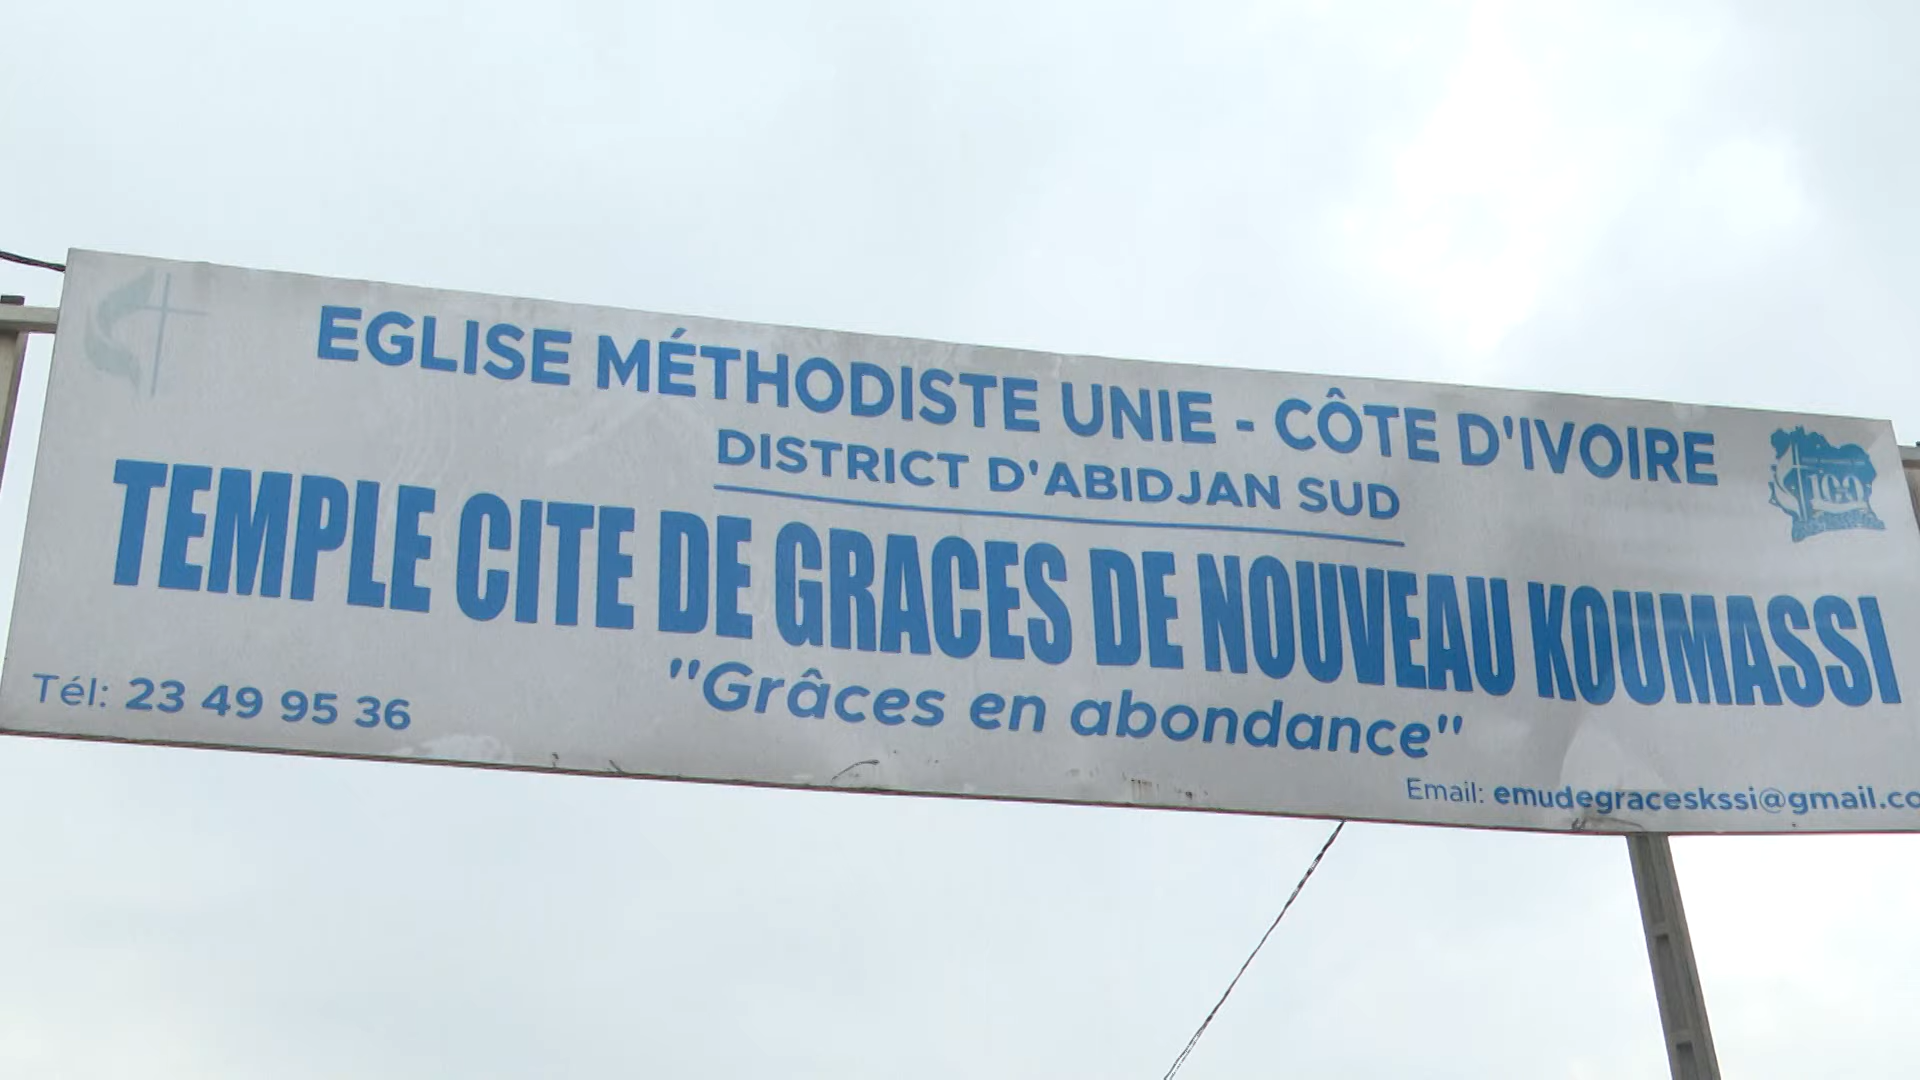 EGLISE MÉTHODISTE UNIE - CÔTE D'IVOIRE
DISTRICT D'ABIDJAN SUD
TEMPLE CITE DE GRACES DE NOUVEAU KOUMASSI
"Grâces en abondance"
Tél: 23 49 95 36
Email: emudegraceskssi@gmail.co
100